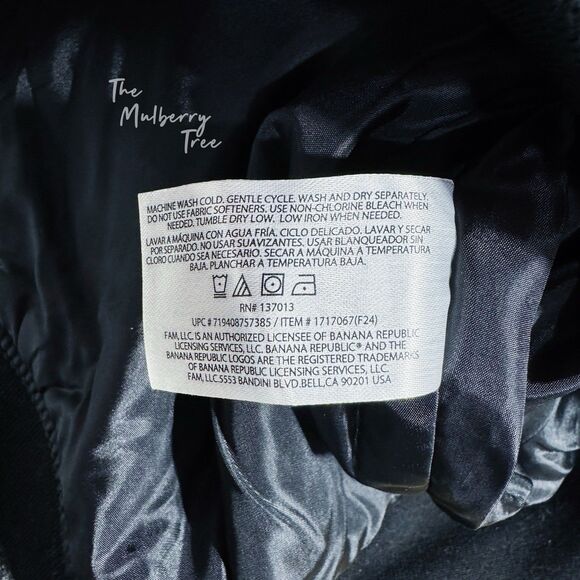 The
Mulberry
Tree
MACHINE WASH COLD. GENTLE CYCLE. WASH AND DRY SEPARATELY.
DO NOT USE FABRIC SOFTENERS. USE NON-CHLORINE BLEACH WHEN
NEEDED. TUMBLE DRY LOW. LOW IRON WHEN NEEDED.
LAVAR A MÁQUINA CON AGUA FRÍA. CICLO DELICADO. LAVAR Y SECAR
POR SEPARADO. NO USAR SUAVIZANTES. USAR BLANQUEADOR SIN
CLORO CUANDO SEA NECESARIO. SECAR A MÁQUINA A TEMPERATURA
BAJA. PLANCHAR A TEMPERATURA BAJA.
RN# 137013
UPC # 719408757385 / ITEM # 1717067(F24)
FAM, LLC. IS AN AUTHORIZED LICENSEE OF BANANA REPUBLIC
LICENSING SERVICES, LLC. BANANA REPUBLIC® AND THE
BANANA REPUBLIC LOGOS ARE THE REGISTERED TRADEMARKS
OF BANANA REPUBLIC LICENSING SERVICES, LLC.
FAM, LLC.5553 BANDINI BLVD.BELL,CA 90201 USA